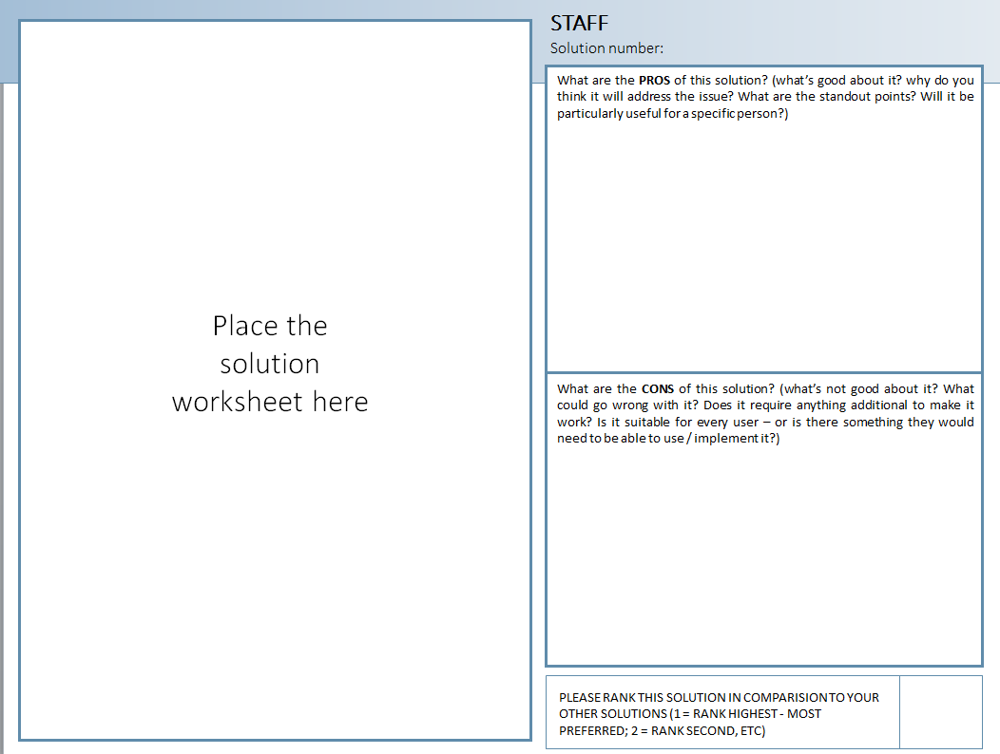 Place the
solution
worksheet here
STAFF
Solution number:
What are the PROS of this solution? (what’s good about it? why do you
think it will address the issue? What are the standout points? Will it be
particularly useful for a specific person?)
What are the CONS of this solution? (what’s not good about it? What
could go wrong with it? Does it require anything additional to make it
work? Is it suitable for every user – or is there something they would
need to be able to use / implement it?)
PLEASE RANK THIS SOLUTION IN COMPARISION TO YOUR
OTHER SOLUTIONS (1 = RANK HIGHEST - MOST
PREFERRED; 2 = RANK SECOND, ETC)